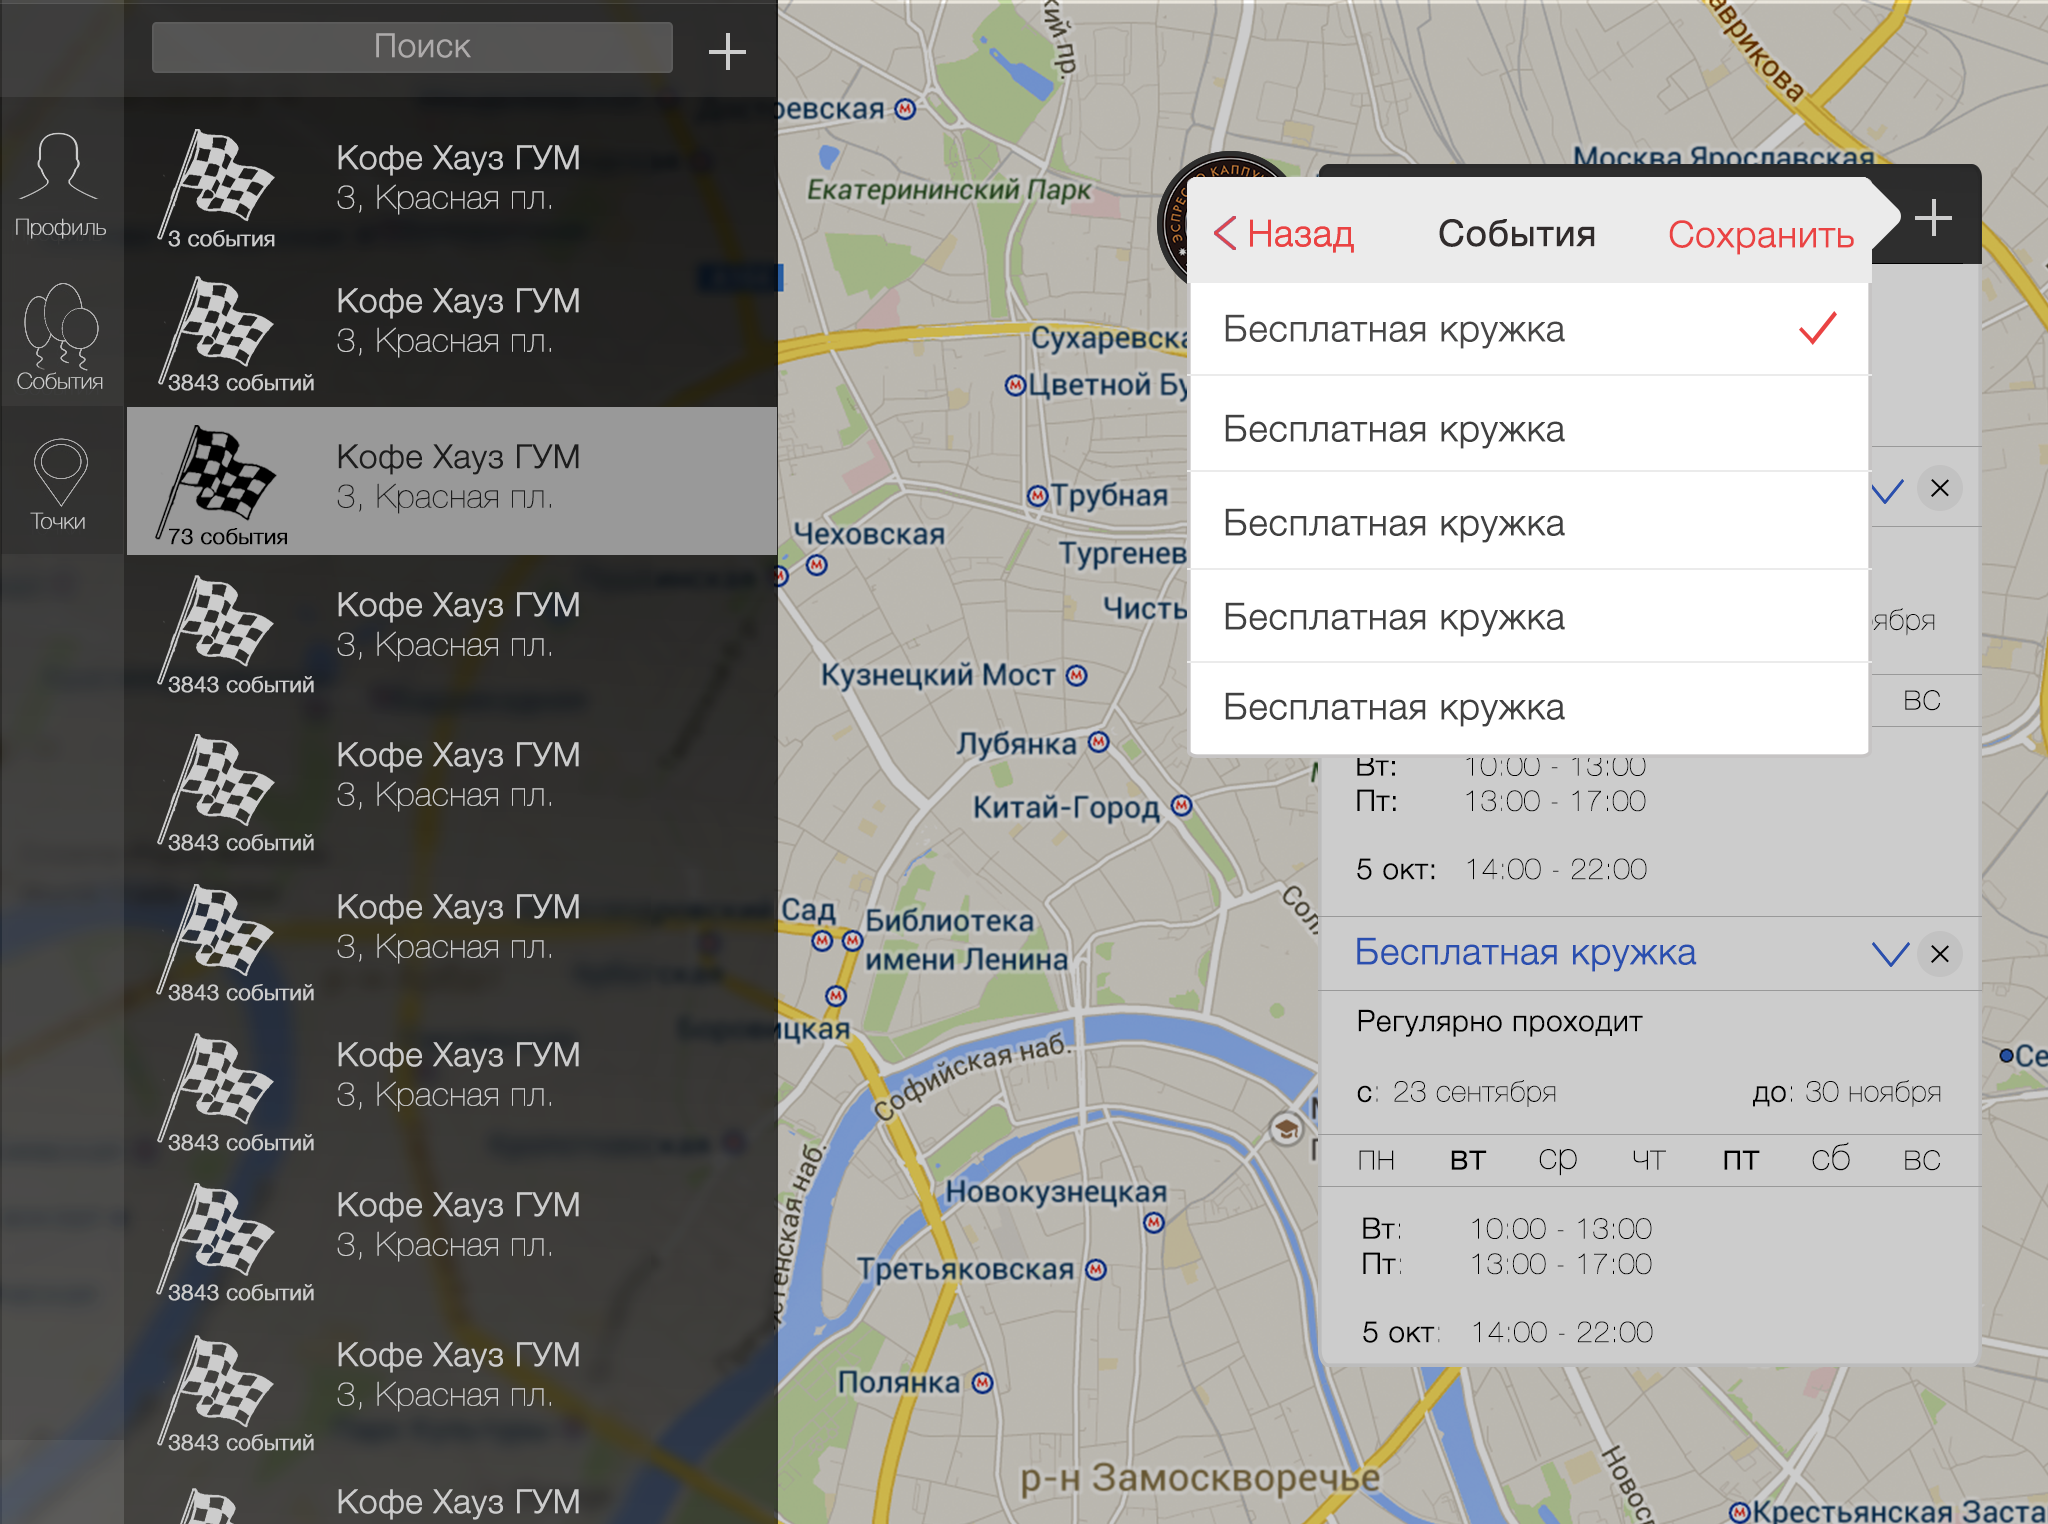 Поиск
Профиль
События
Точки
Кофе Хауз ГУМ
3, Красная пл.
3 события
Кофе Хауз ГУМ
3, Красная пл.
3843 событий
Кофе Хауз ГУМ
3, Красная пл.
73 события
Кофе Хауз ГУМ
3, Красная пл.
3843 событий
Кофе Хауз ГУМ
3, Красная пл.
3843 событий
Кофе Хауз ГУМ
3, Красная пл.
3843 событий
Кофе Хауз ГУМ
3, Красная пл.
3843 событий
Кофе Хауз ГУМ
3, Красная пл.
3843 событий
Кофе Хауз ГУМ
3, Красная пл.
3843 событий
Кофе Хауз ГУМ
кий пр.
аврикова
оевская
Екатерининский Парк
Москва Ярославская
Сухаревска
Цветной Бу
Трубная
Чеховская
Тургенев
Чисть
Кузнецкий Мост
Лубянка
Китай-Город
Сад
Библиотека
имени Ленина
Боровицкая
Софийская наб.
Новокузнецкая
Третьяковская
Полянка
р-н Замоскворечье
Новос
Крестьянская Заста
Се
Назад
События
Сохранить
Бесплатная кружка
Бесплатная кружка
Бесплатная кружка
Бесплатная кружка
Бесплатная кружка
ября
вс
Вт: 10:00 - 13:00
Пт: 13:00 - 17:00
5 окт: 14:00 - 22:00
Бесплатная кружка
Регулярно проходит
с: 23 сентября до: 30 ноября
пн вт ср чт пт сб вс
Вт: 10:00 - 13:00
Пт: 13:00 - 17:00
5 окт: 14:00 - 22:00